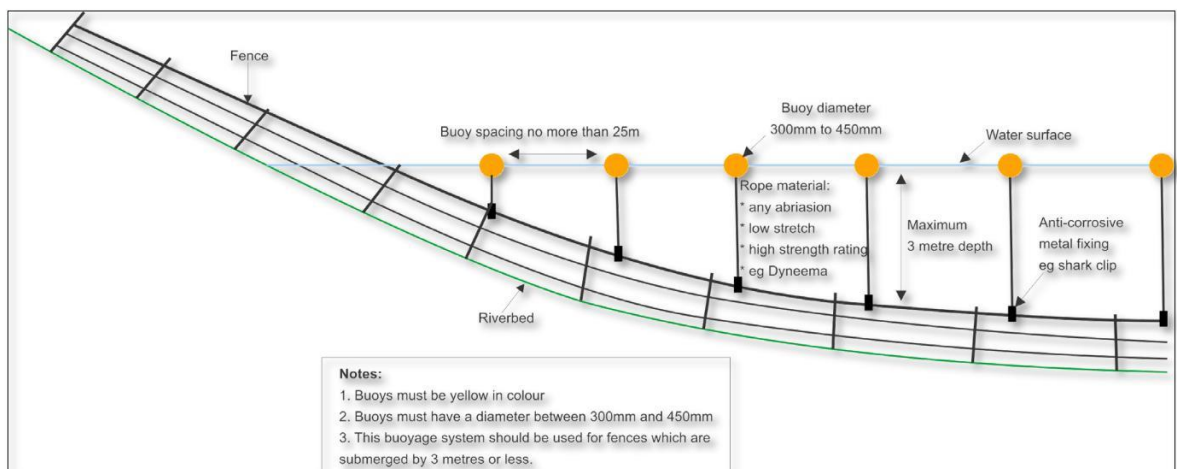 Fence
Buoy spacing no more than 25m
Buoy diameter
300mm to 450mm
Water surface
Rope material:
* any abriasion
* low stretch
* high strength rating
* eg Dyneema
Maximum
3 metre depth
Anti-corrosive
metal fixing
eg shark clip
Riverbed
Notes:
1. Buoys must be yellow in colour
2. Buoys must have a diameter between 300mm and 450mm
3. This buoyage system should be used for fences which are
submerged by 3 metres or less.